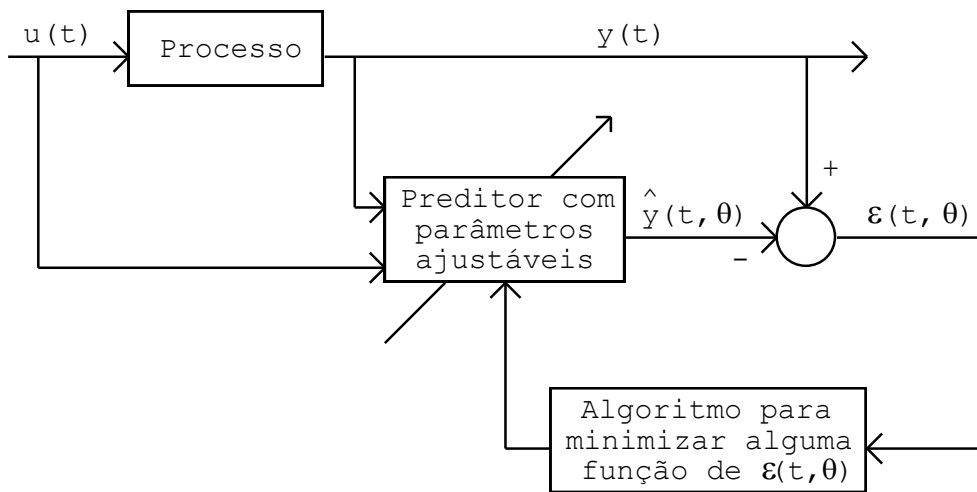 u(t)
Processo
y(t)
+
Preditor com
parâmetros
ajustáveis
ŷ(t,θ)
-
ε(t,θ)
Algoritmo para
minimizar alguma
função de ε(t,θ)